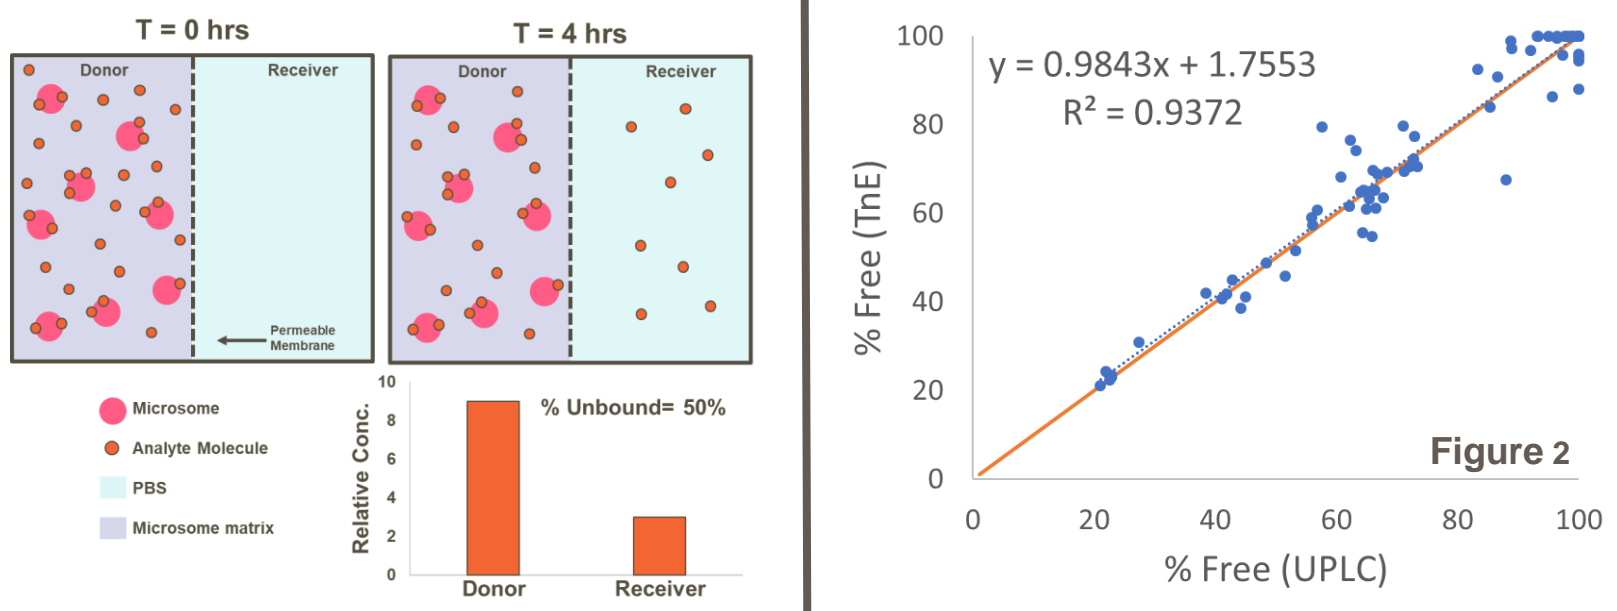 T = 0 hrs
Donor
Receiver
Permeable
Membrane
T = 4 hrs
Donor
Receiver
Microsome
Analyte Molecule
PBS
Microsome matrix
Relative Conc.
10
8
6
4
2
0
% Unbound= 50%
Donor
Receiver
% Free (TnE)
100
80
60
40
20
0
y = 0.9843x + 1.7553
R² = 0.9372
Figure 2
0 20 40 60 80 100
% Free (UPLC)